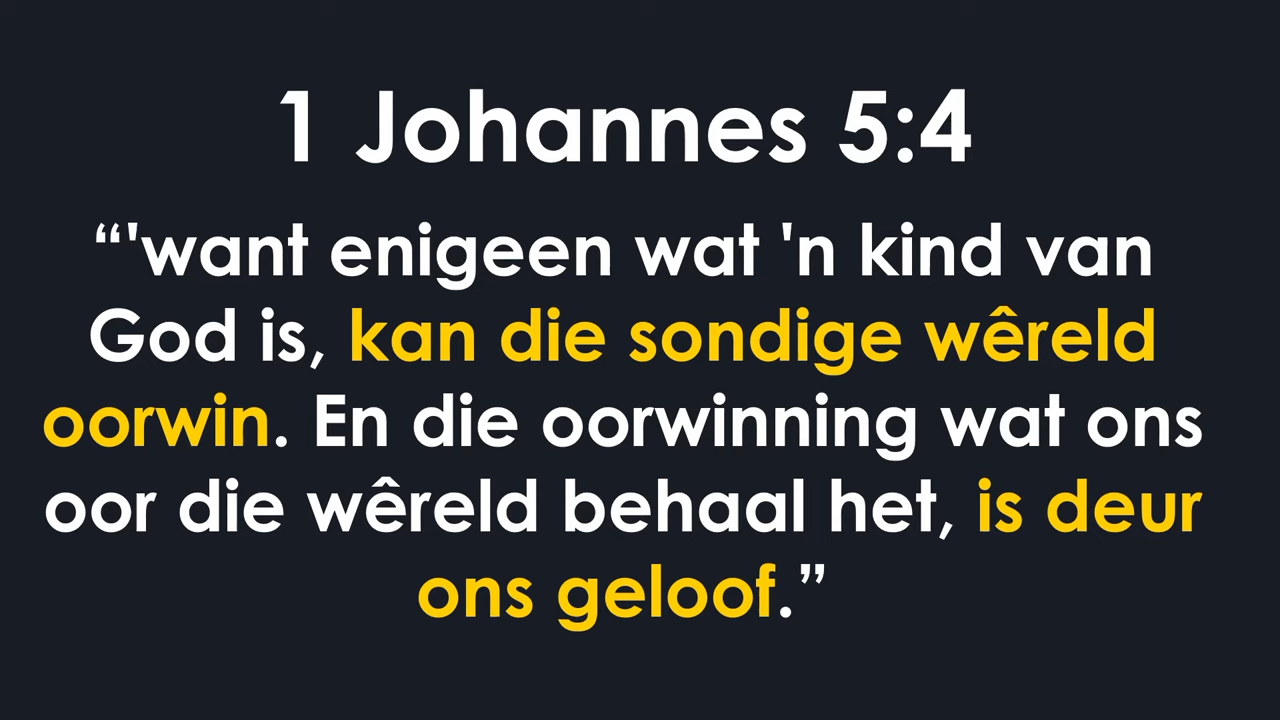 1 Johannes 5:4
“'want enigeen wat 'n kind van
God is, kan die sondige wêreld
oorwin. En die oorwinning wat ons
oor die wêreld behaal het, is deur
ons geloof.”